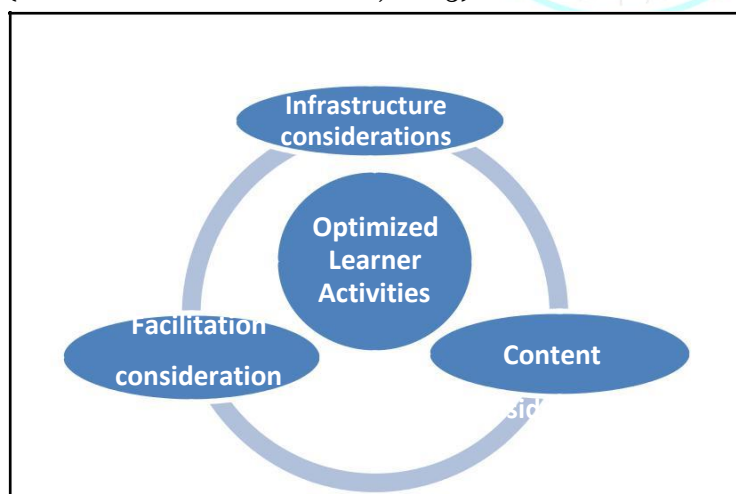 Infrastructure
considerations
Optimized
Learner
Activities
Facilitation
consideration
Content